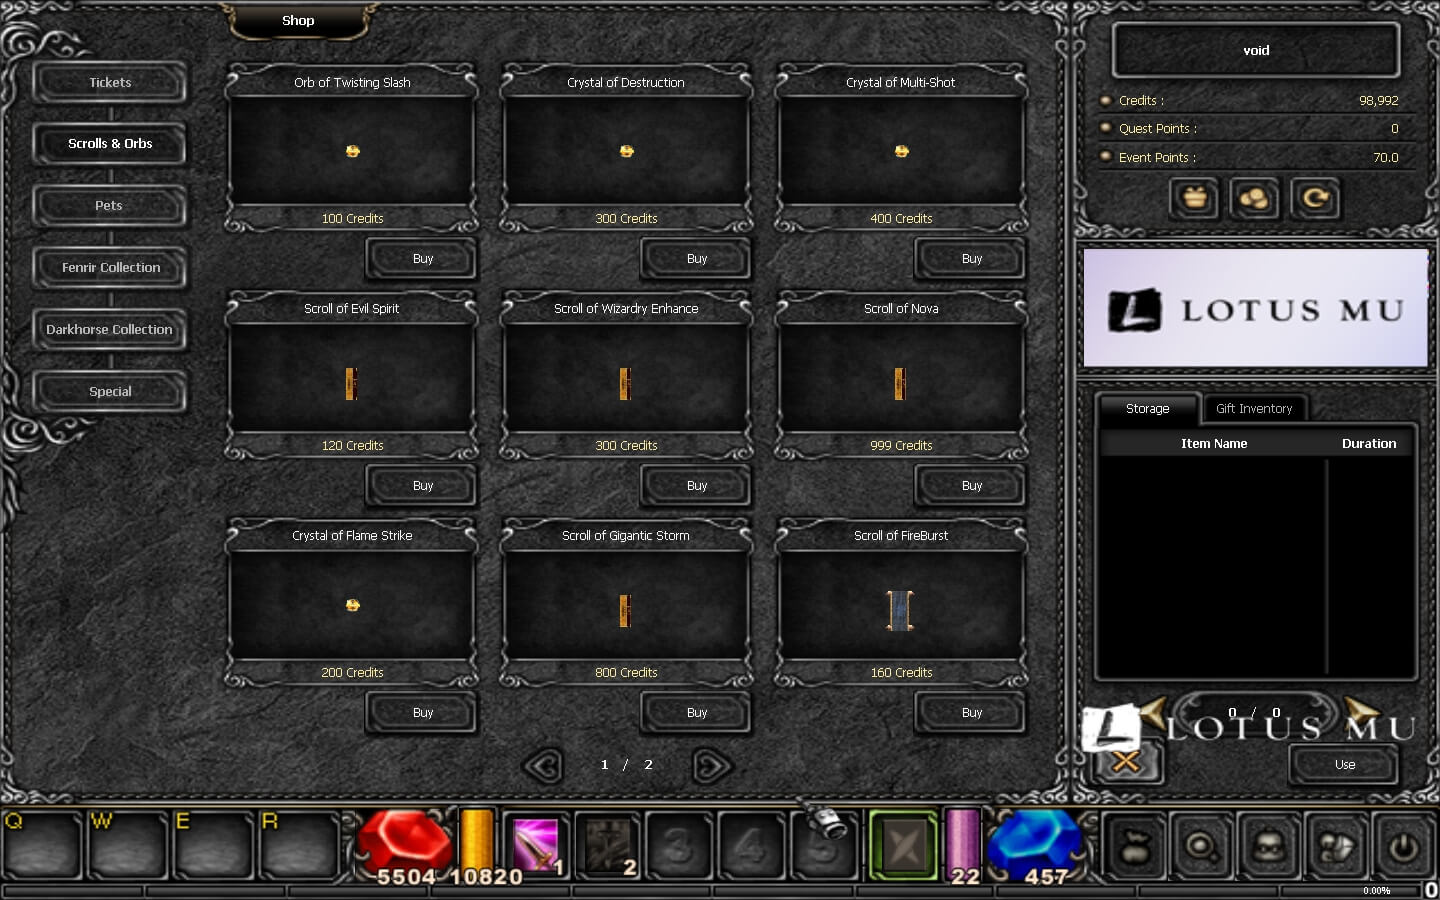 Shop
void
Tickets
Scrolls & Orbs
Pets
Fenrir Collection
Darkhorse Collection
Special
Orb of Twisting Slash
Crystal of Destruction
Crystal of Multi-Shot
100 Credits
300 Credits
400 Credits
Buy
Buy
Buy
Scroll of Evil Spirit
Scroll of Wizardry Enhance
Scroll of Nova
120 Credits
300 Credits
999 Credits
Buy
Buy
Buy
Crystal of Flame Strike
Scroll of Gigantic Storm
Scroll of FireBurst
200 Credits
800 Credits
160 Credits
Buy
Buy
Buy
1 / 2
Credits : 98,992
Quest Points : 0
Event Points : 70.0
L LOTUS MU
Storage Gift Inventory
Item Name Duration
0 / 0
L LOTUS MU
Use
Q W E R
5504 10820
1 2 3 4 5
22 457
0.00% 0